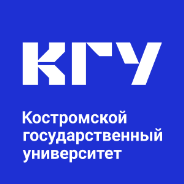 КГУ
Костромской
государственный
университет